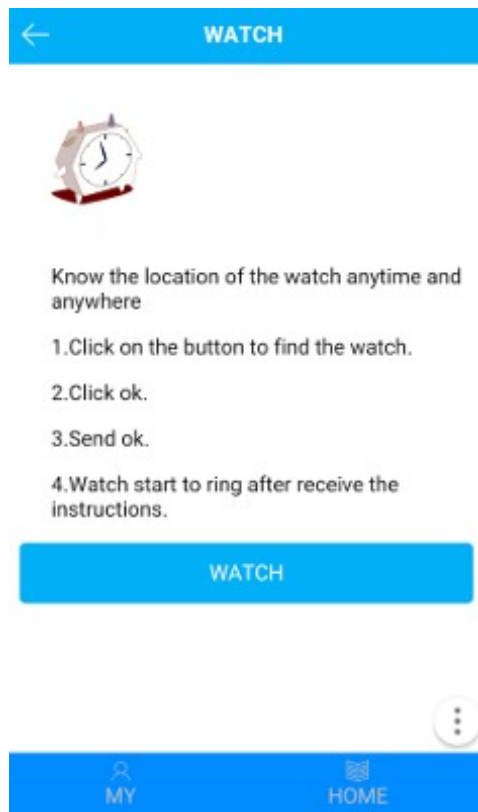 WATCH
Know the location of the watch anytime and
anywhere
1.Click on the button to find the watch.
2.Click ok.
3.Send ok.
4.Watch start to ring after receive the
instructions.
WATCH
MY
HOME